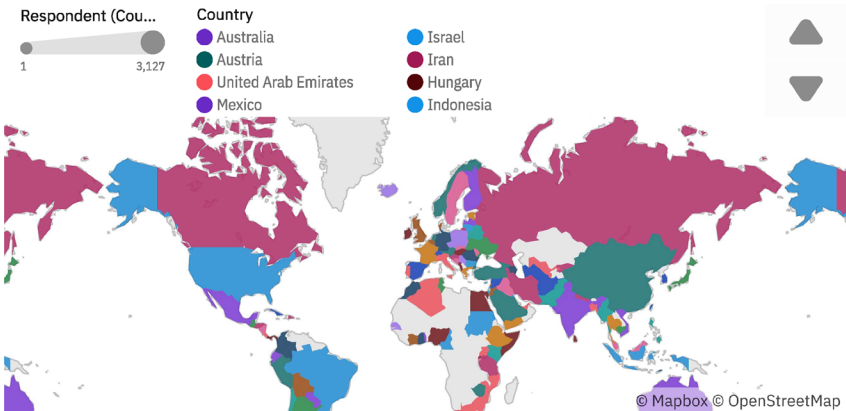 Respondent (Cou...
1
3,127
Country
Australia
Austria
United Arab Emirates
Mexico
Israel
Iran
Hungary
Indonesia
© Mapbox © OpenStreetMap